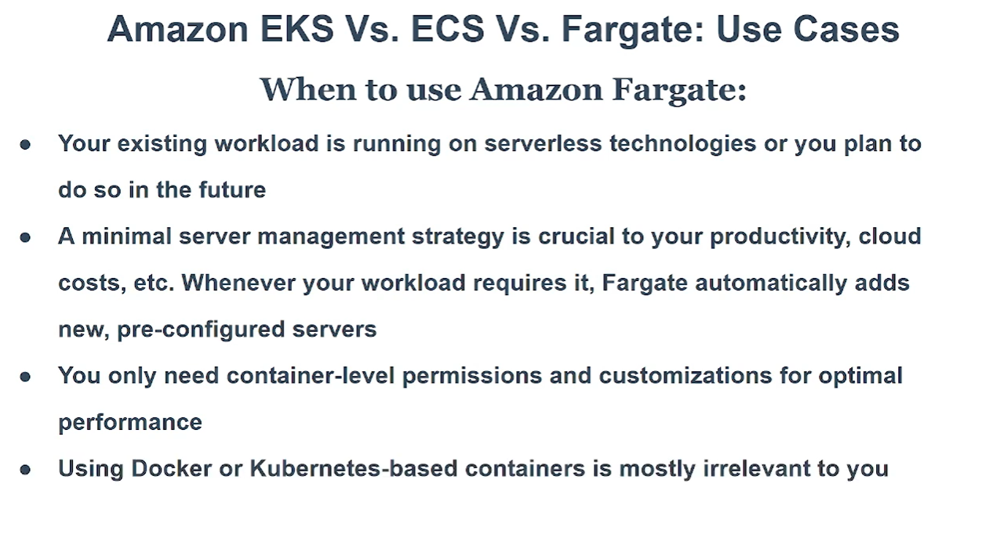 Amazon EKS Vs. ECS Vs. Fargate: Use Cases
When to use Amazon Fargate:
● Your existing workload is running on serverless technologies or you plan to
do so in the future
● A minimal server management strategy is crucial to your productivity, cloud
costs, etc. Whenever your workload requires it, Fargate automatically adds
new, pre-configured servers
● You only need container-level permissions and customizations for optimal
performance
● Using Docker or Kubernetes-based containers is mostly irrelevant to you